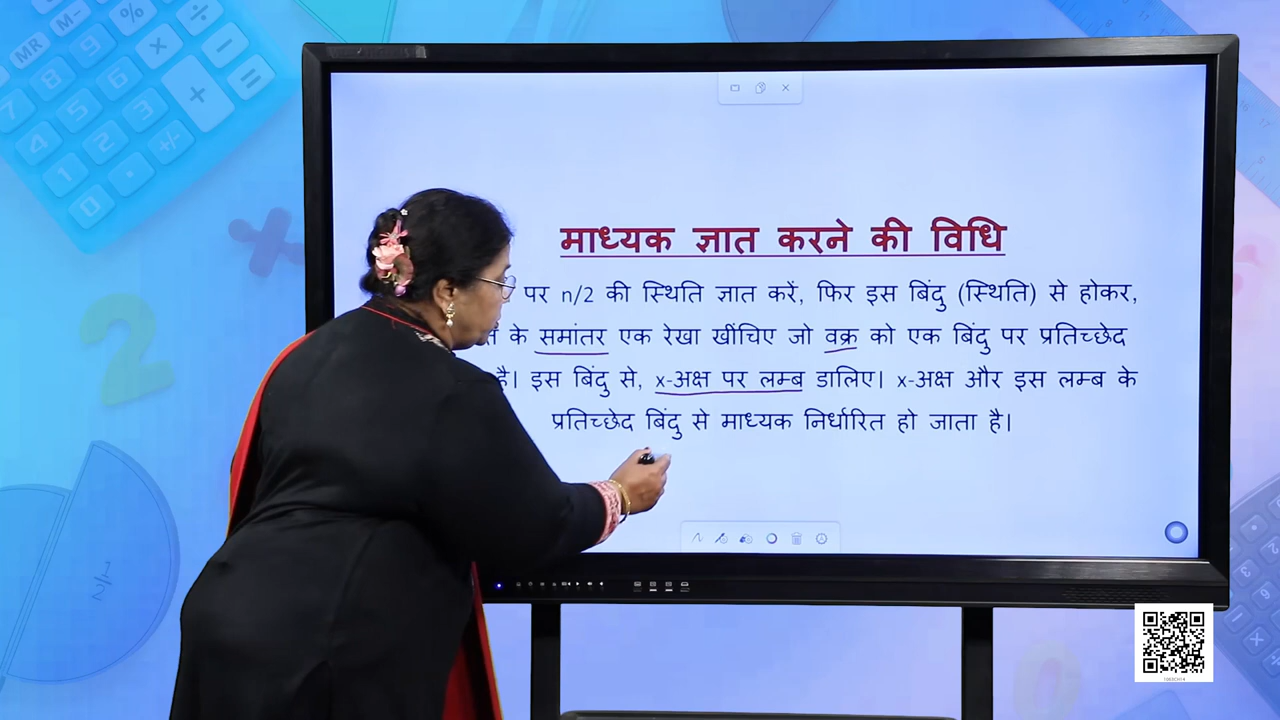 माध्यक ज्ञात करने की विधि
पर n/2 की स्थिति ज्ञात करें, फिर इस बिंदु (स्थिति) से होकर,
के समांतर एक रेखा खींचिए जो वक्र को एक बिंदु पर प्रतिच्छेद
है। इस बिंदु से, x-अक्ष पर लम्ब डालिए। x-अक्ष और इस लम्ब के
प्रतिच्छेद बिंदु से माध्यक निर्धारित हो जाता है।